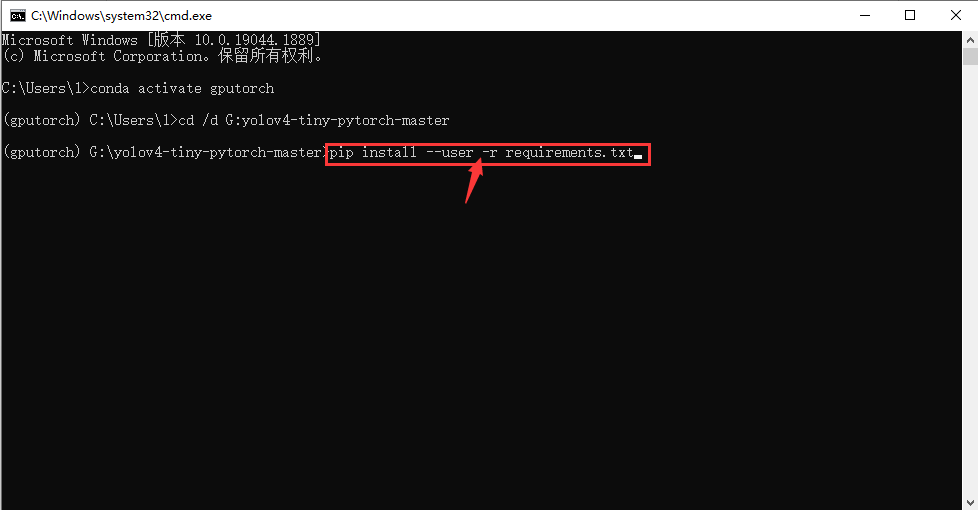 C:\Windows\system32\cmd.exe
Microsoft Windows [版本 10.0.19044.1889]
(c) Microsoft Corporation。保留所有权利。
C:\Users\1>conda activate gputorch
(gputorch) C:\Users\1>cd /d G:yolov4-tiny-pytorch-master
(gputorch) G:\yolov4-tiny-pytorch-master>pip install --user -r requirements.txt